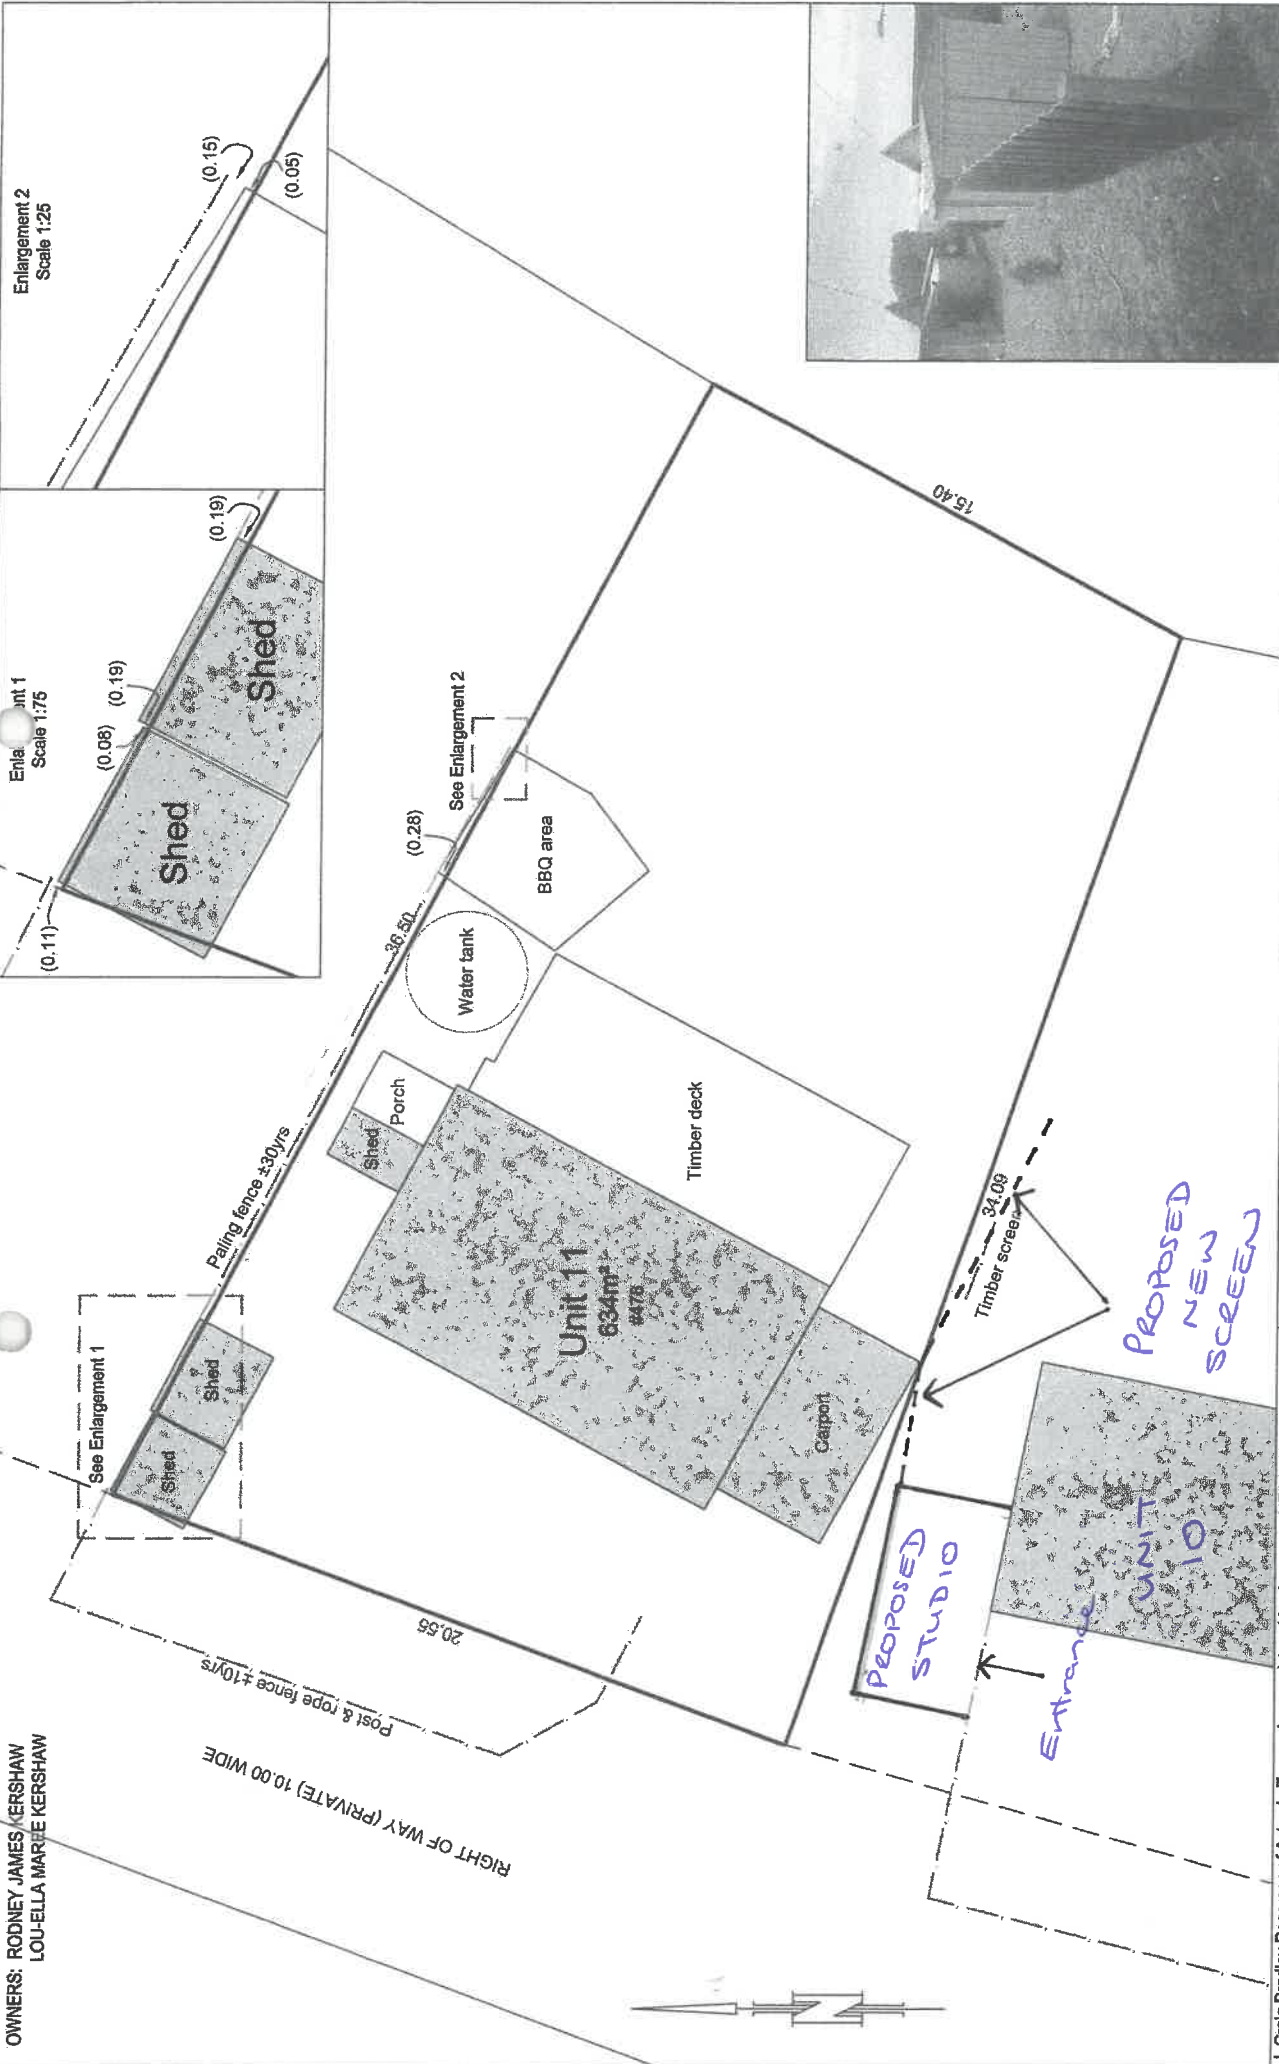 OWNERS: RODNEY JAMES KERSHAW
LOU-ELLA MAREE KERSHAW
See Enlargement 1
Shed
Shed
Paling fence ±30yrs
36.50
(0.28)
See Enlargement 2
Enlargement 2
Scale 1:25
(0.15)
(0.05)
Scale 1:75
(0.11)
(0.08)
(0.19)
(0.19)
Shed
Shed
Shed
Porch
Water tank
BBQ area
Timber deck
Unit 11
634m²
#478
Carport
15.40
20.55
Post & rope fence ±10yrs
RIGHT OF WAY (PRIVATE) 10.00 WIDE
34.09
Timber screen
PROPOSED
NEW
SCREEN
PROPOSED
STUDIO
Entrance
UNIT
10
N